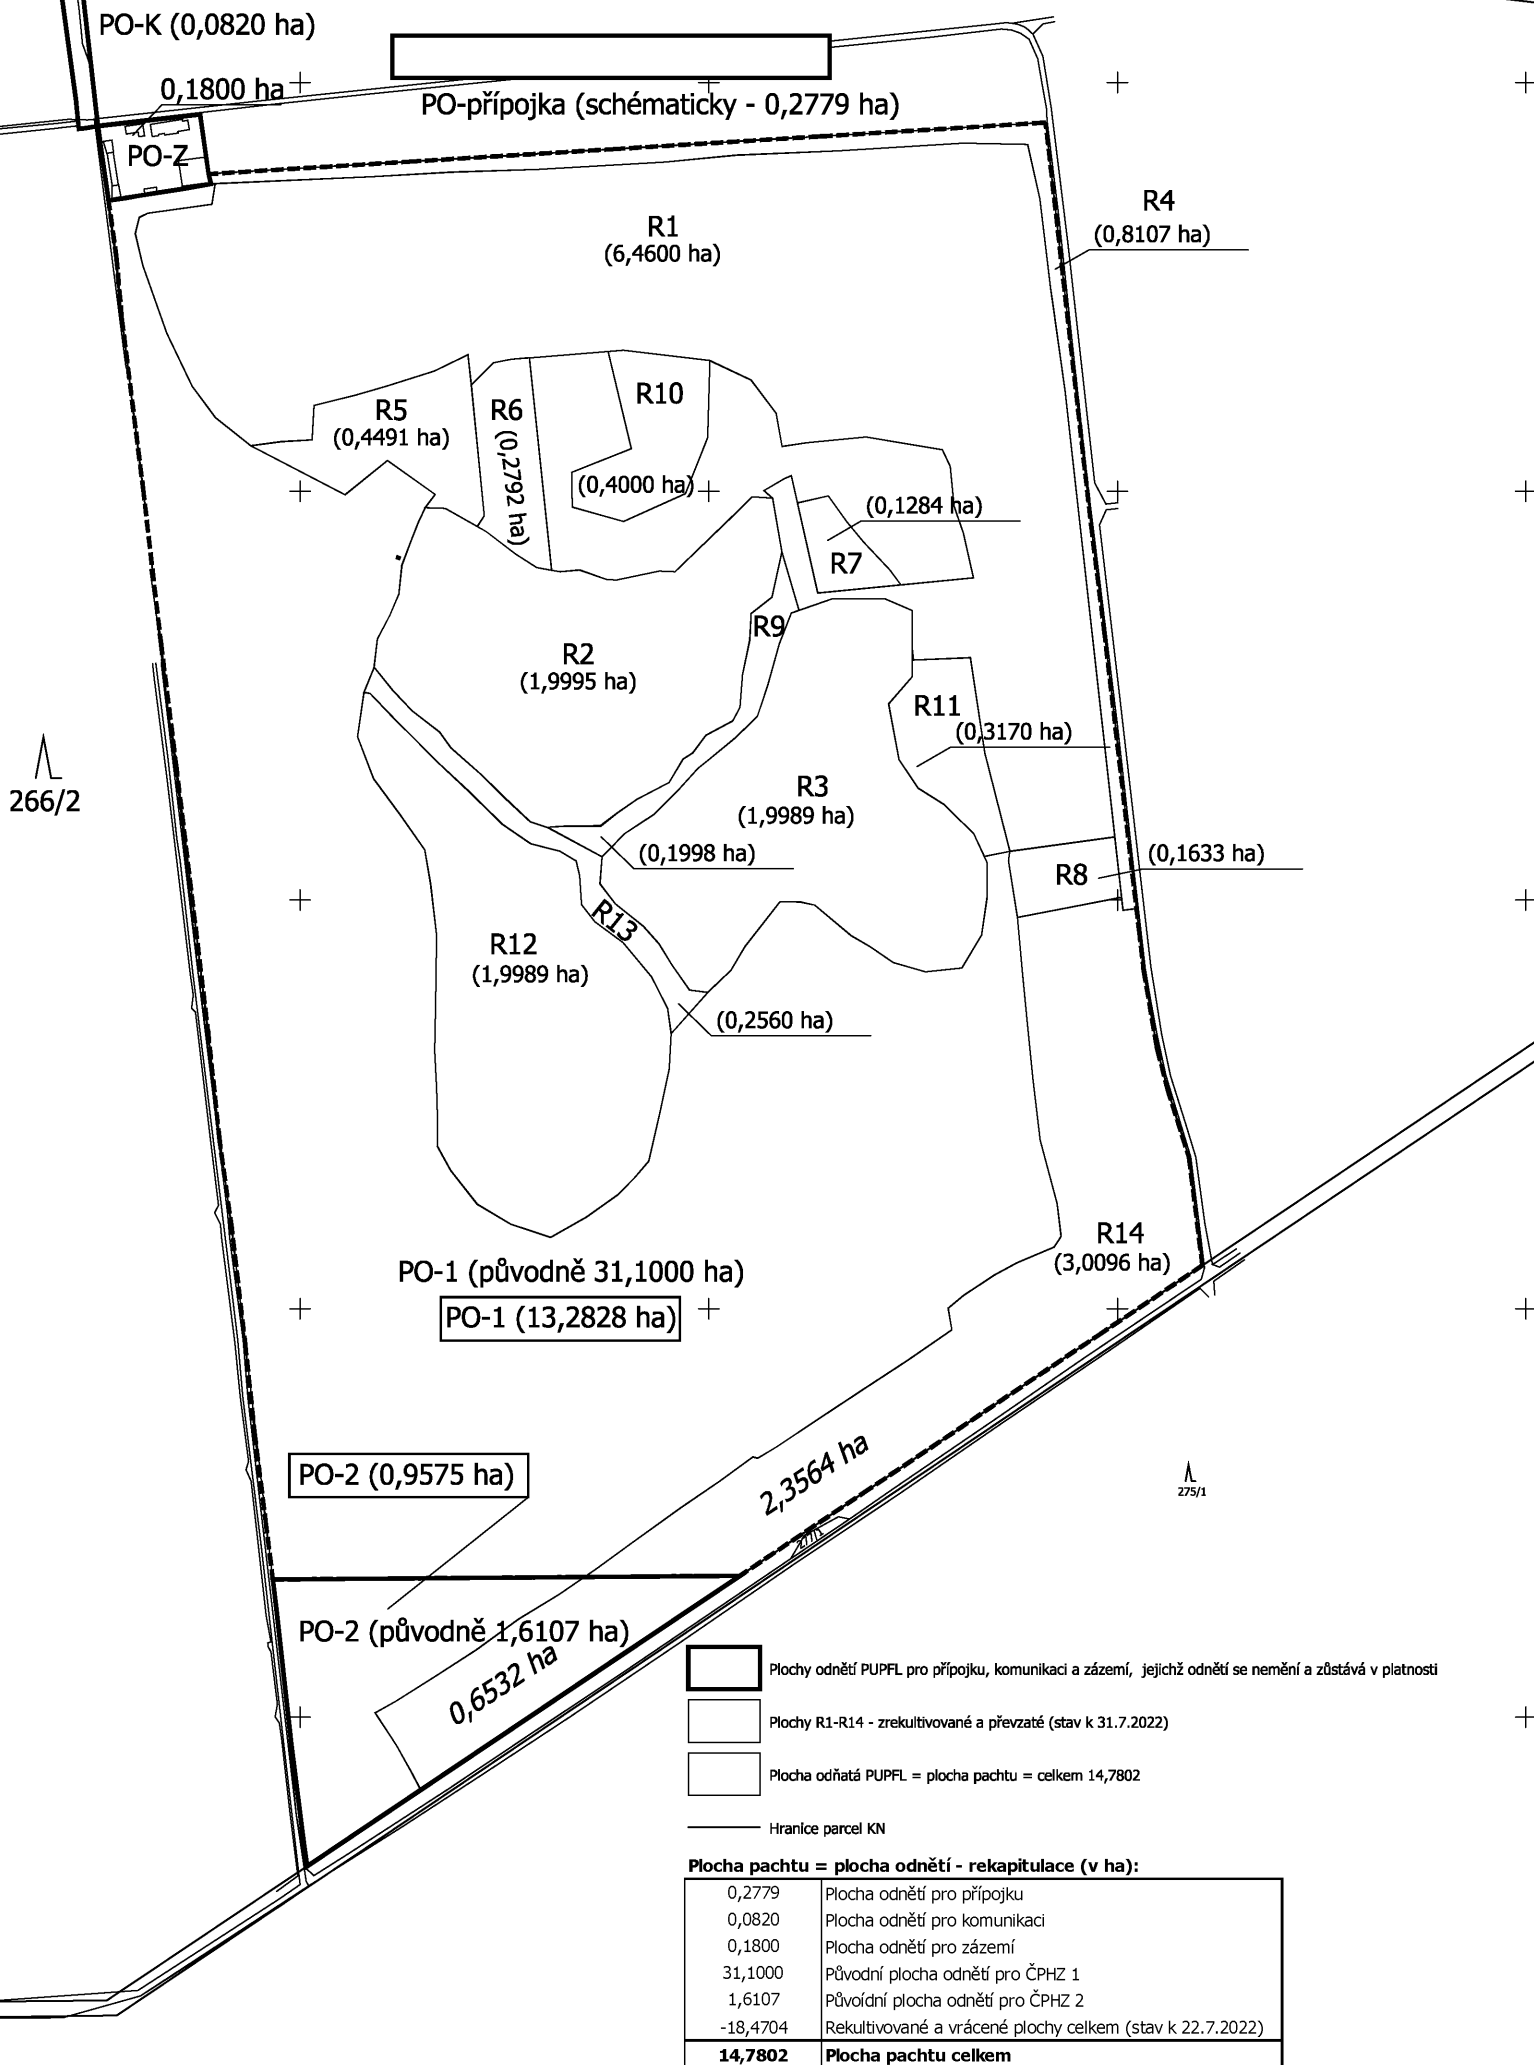 PO-K (0,0820 ha)
0,1800 ha
PO-přípojka (schématicky - 0,2779 ha)
PO-Z
R4
(0,8107 ha)
R1
(6,4600 ha)
R5
(0,4491 ha)
R6
(0,2792 ha)
R10
(0,4000 ha)
(0,1284 ha)
R7
R9
R2
(1,9995 ha)
R11
(0,3170 ha)
266/2
R3
(1,9989 ha)
(0,1998 ha)
(0,1633 ha)
R8
R13
R12
(1,9989 ha)
(0,2560 ha)
R14
(3,0096 ha)
PO-1 (původně 31,1000 ha)
PO-1 (13,2828 ha)
2,3564 ha
PO-2 (0,9575 ha)
275/1
PO-2 (původně 1,6107 ha)
0,6532 ha
Plochy odnětí PUPFL pro přípojku, komunikaci a zázemí, jejichž odnětí se nemění a zůstává v platnosti
Plochy R1-R14 - zrekultivované a převzaté (stav k 31.7.2022)
Plocha odňatá PUPFL = plocha pachtu = celkem 14,7802
Hranice parcel KN
Plocha pachtu = plocha odnětí - rekapitulace (v ha):
0,2779 Plocha odnětí pro přípojku
0,0820 Plocha odnětí pro komunikaci
0,1800 Plocha odnětí pro zázemí
31,1000 Původní plocha odnětí pro ČPHZ 1
1,6107 Půvoídní plocha odnětí pro ČPHZ 2
-18,4704 Rekultivované a vrácené plochy celkem (stav k 22.7.2022)
14,7802 Plocha pachtu celkem